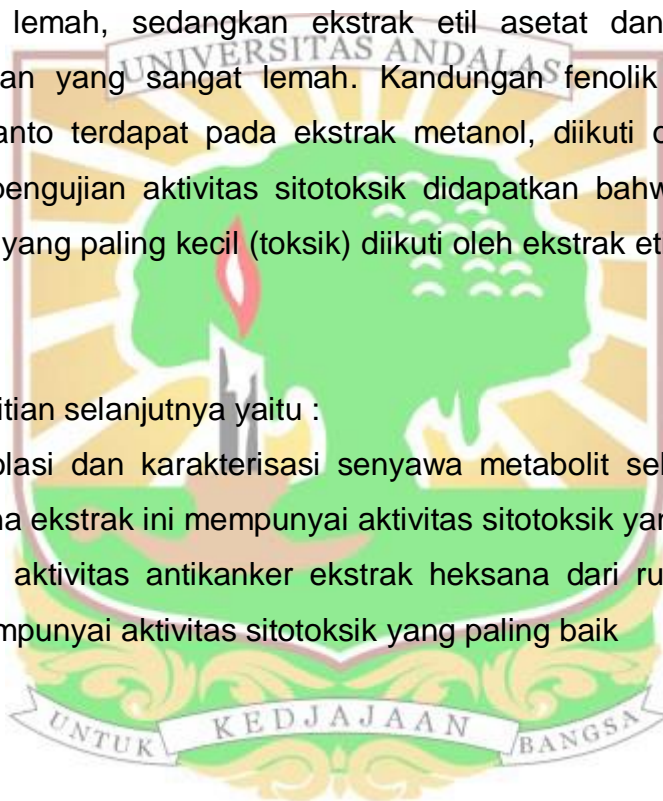 lemah, sedangkan ekstrak etil asetat dan
UNIVERSITAS ANDALAS
an yang sangat lemah. Kandungan fenolik
anto terdapat pada ekstrak metanol, diikuti o
pengujian aktivitas sitotoksik didapatkan bahw
yang paling kecil (toksik) diikuti oleh ekstrak et
itian selanjutnya yaitu :
olasi dan karakterisasi senyawa metabolit sel
na ekstrak ini mempunyai aktivitas sitotoksik yan
aktivitas antikanker ekstrak heksana dari ru
mpunyai aktivitas sitotoksik yang paling baik
UNTUK KEDJAJAAN BANGSA